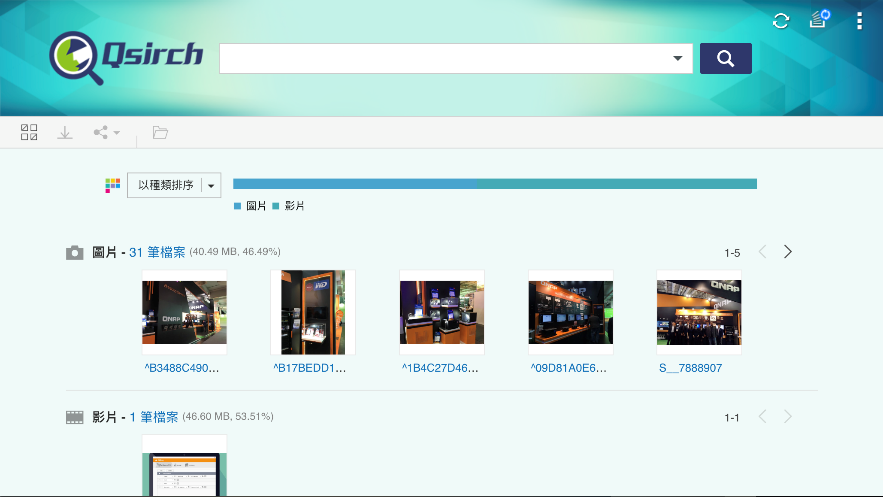 Qsirch
以種類排序
圖片 影片
圖片 - 31 筆檔案 (40.49 MB, 46.49%) 1-5
QNAP
QNAP
^B3488C490... ^B17BEDD1... ^1B4C27D46... ^09D81A0E6... S__7888907
影片 - 1 筆檔案 (46.60 MB, 53.51%) 1-1